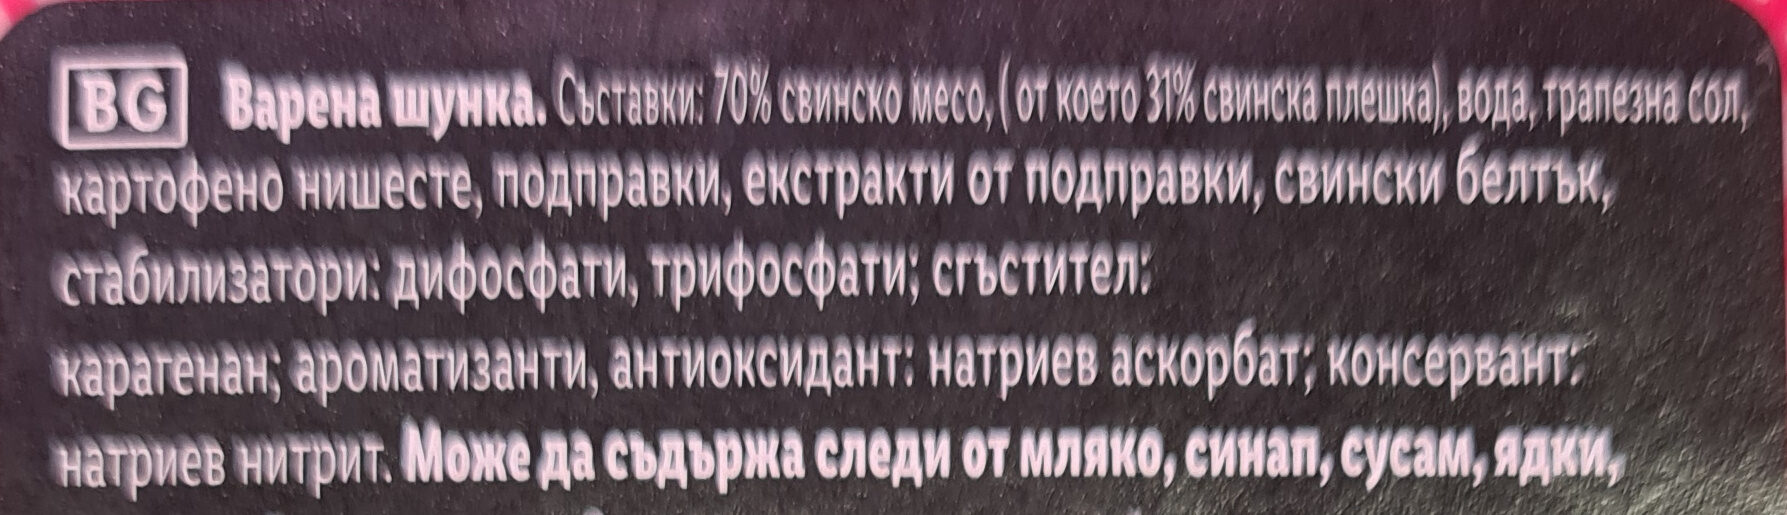 BG Варена шунка. Съставки: 70% свинско месо, ( от което 31% свинска плешка), вода, трапезна сол,
картофено нишесте, подправки, екстракти от подправки, свински белтък,
стабилизатори: дифосфати, трифосфати; сгъстител:
карагенан; ароматизанти, антиоксидант: натриев аскорбат; консервант:
натриев нитрит. Може да съдържа следи от мляко, синап, сусам, ядки,